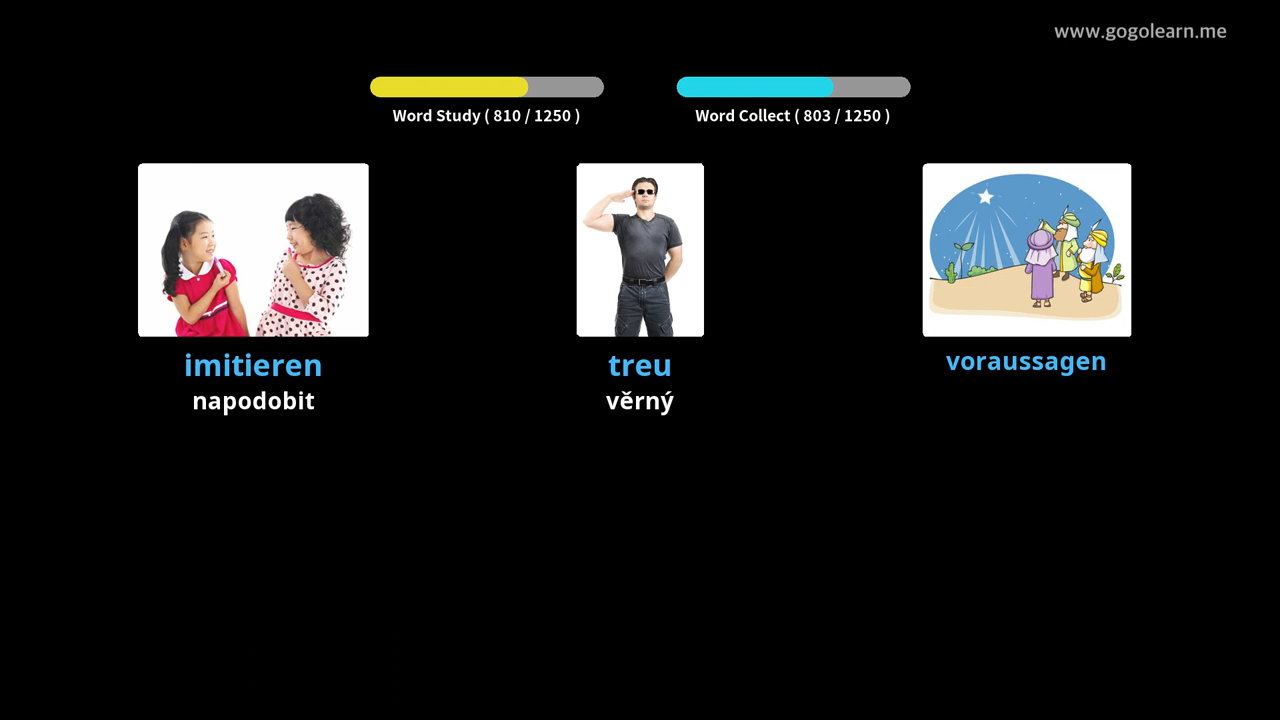 www.gogolearn.me
Word Study ( 810 / 1250 )
Word Collect ( 803 / 1250 )
imitieren
napodobit
treu
věrný
voraussagen